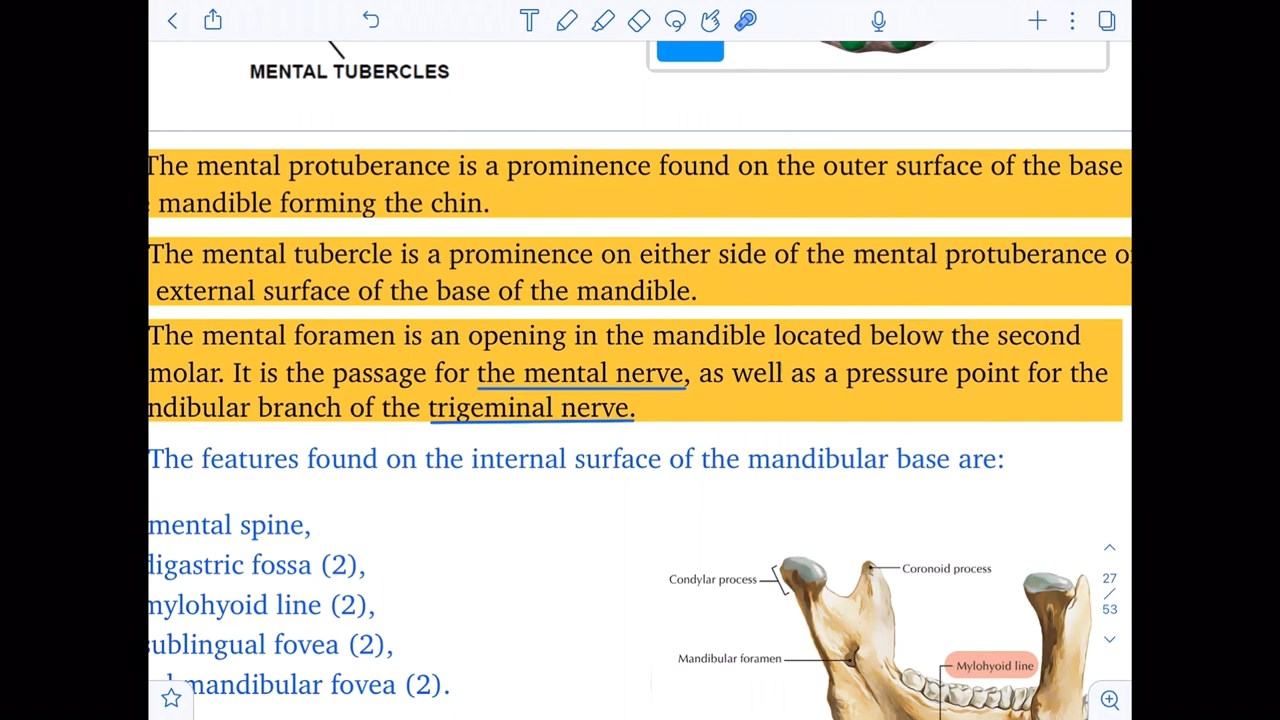 MENTAL TUBERCLES
The mental protuberance is a prominence found on the outer surface of the base
mandible forming the chin.
The mental tubercle is a prominence on either side of the mental protuberance
external surface of the base of the mandible.
The mental foramen is an opening in the mandible located below the second
molar. It is the passage for the mental nerve, as well as a pressure point for the
ndibular branch of the trigeminal nerve.
The features found on the internal surface of the mandibular base are:
mental spine,
digastric fossa (2),
mylohyoid line (2),
sublingual fovea (2),
mandibular fovea (2).
Condylar process
Coronoid process
Mandibular foramen
Mylohyoid line
27
/
53